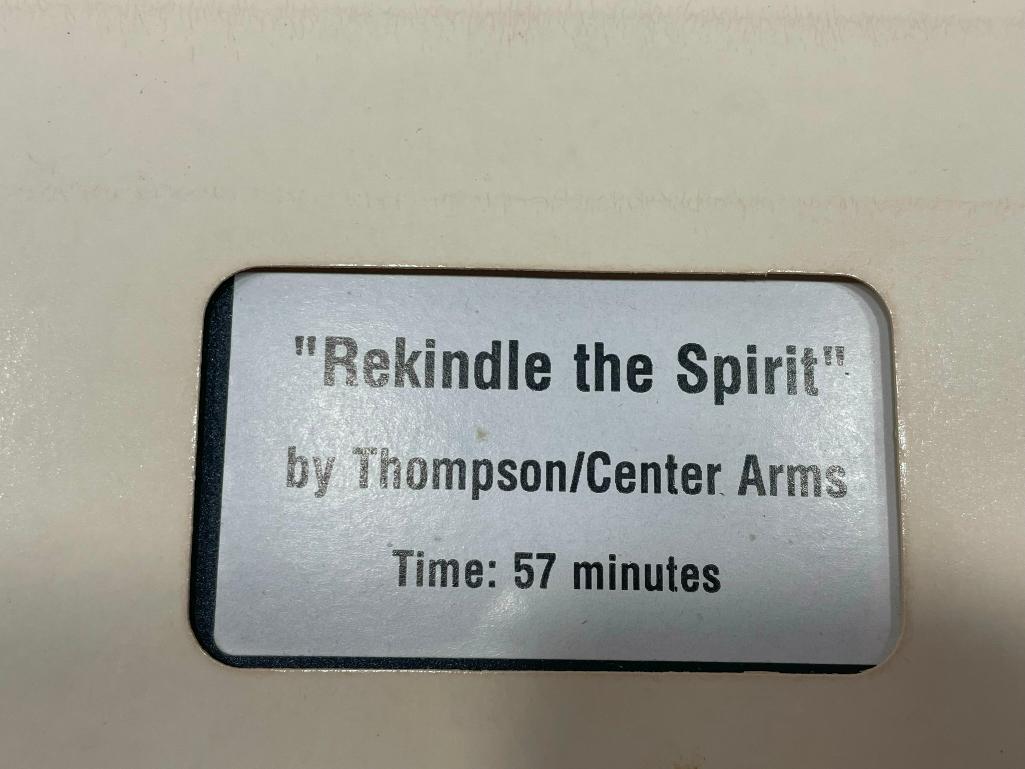 "Rekindle the Spirit"
by Thompson/Center Arms
Time: 57 minutes